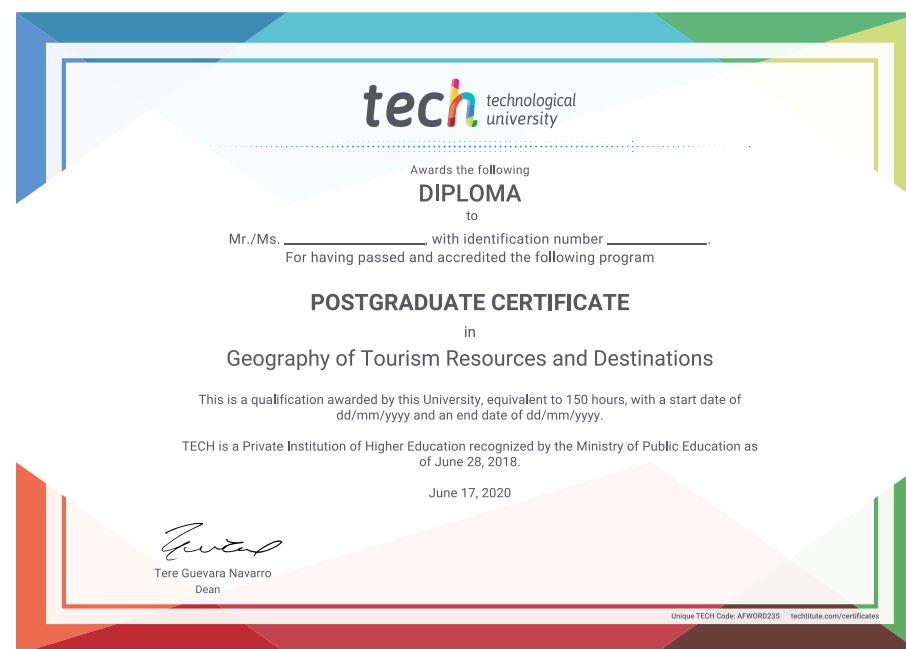 tech technological
university
Awards the following
DIPLOMA
to
Mr./Ms. ____________________, with identification number __________________.
For having passed and accredited the following program
POSTGRADUATE CERTIFICATE
in
Geography of Tourism Resources and Destinations
This is a qualification awarded by this University, equivalent to 150 hours, with a start date of
dd/mm/yyyy and an end date of dd/mm/yyyy.
TECH is a Private Institution of Higher Education recognized by the Ministry of Public Education as
of June 28, 2018.
June 17, 2020
Tere Guevara Navarro
Dean
Unique TECH Code: AFWORD23S techtitute.com/certificates